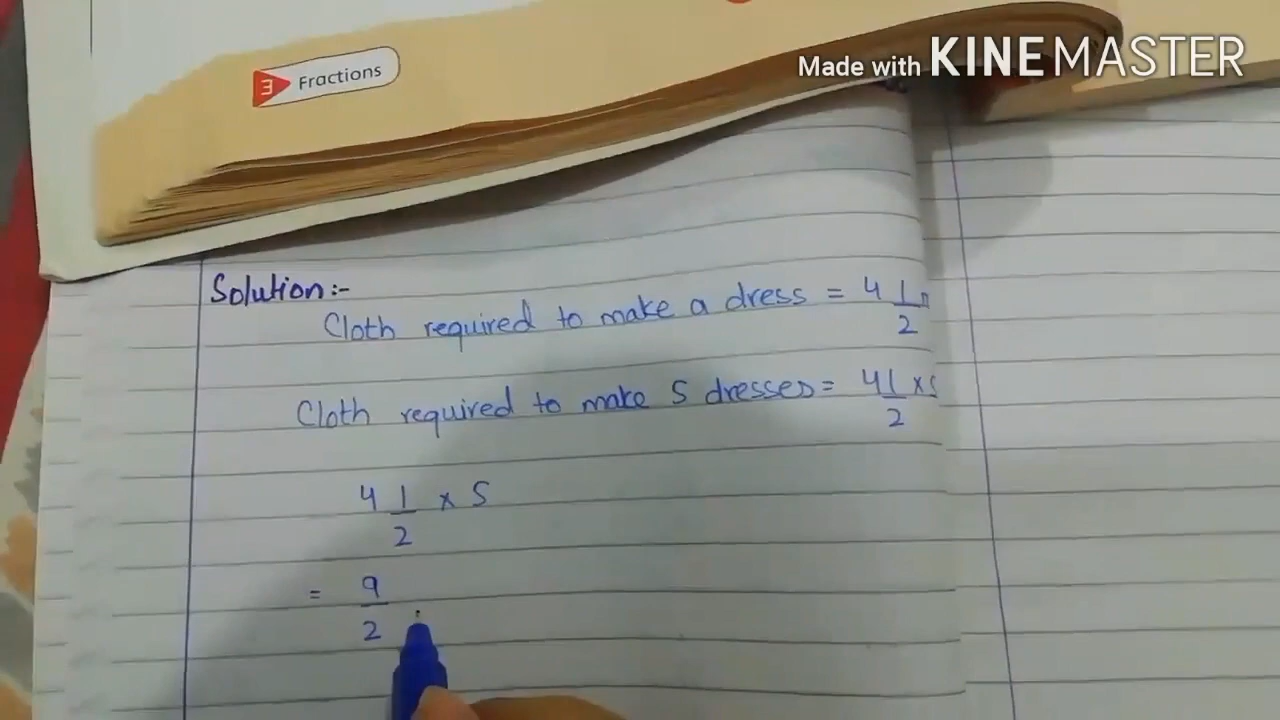 Made with KINEMASTER
3 Fractions
Solution:-
Cloth required to make a dress = 4 1/2 m
Cloth required to make 5 dresses = 4 1/2 x 5
4 1/2 x 5
= 9/2